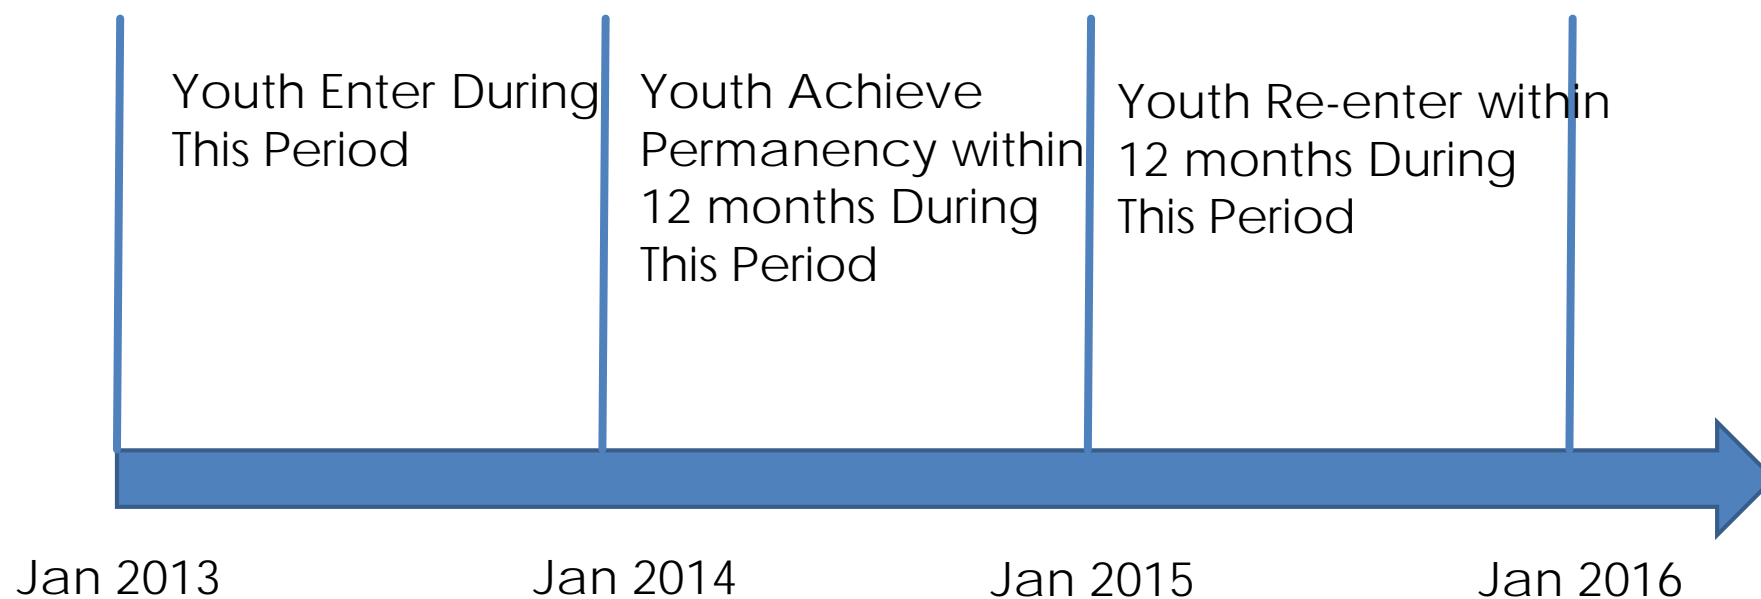 Youth Enter During
This Period
Youth Achieve
Permanency within
12 months During
This Period
Youth Re-enter within
12 months During
This Period
Jan 2013
Jan 2014
Jan 2015
Jan 2016